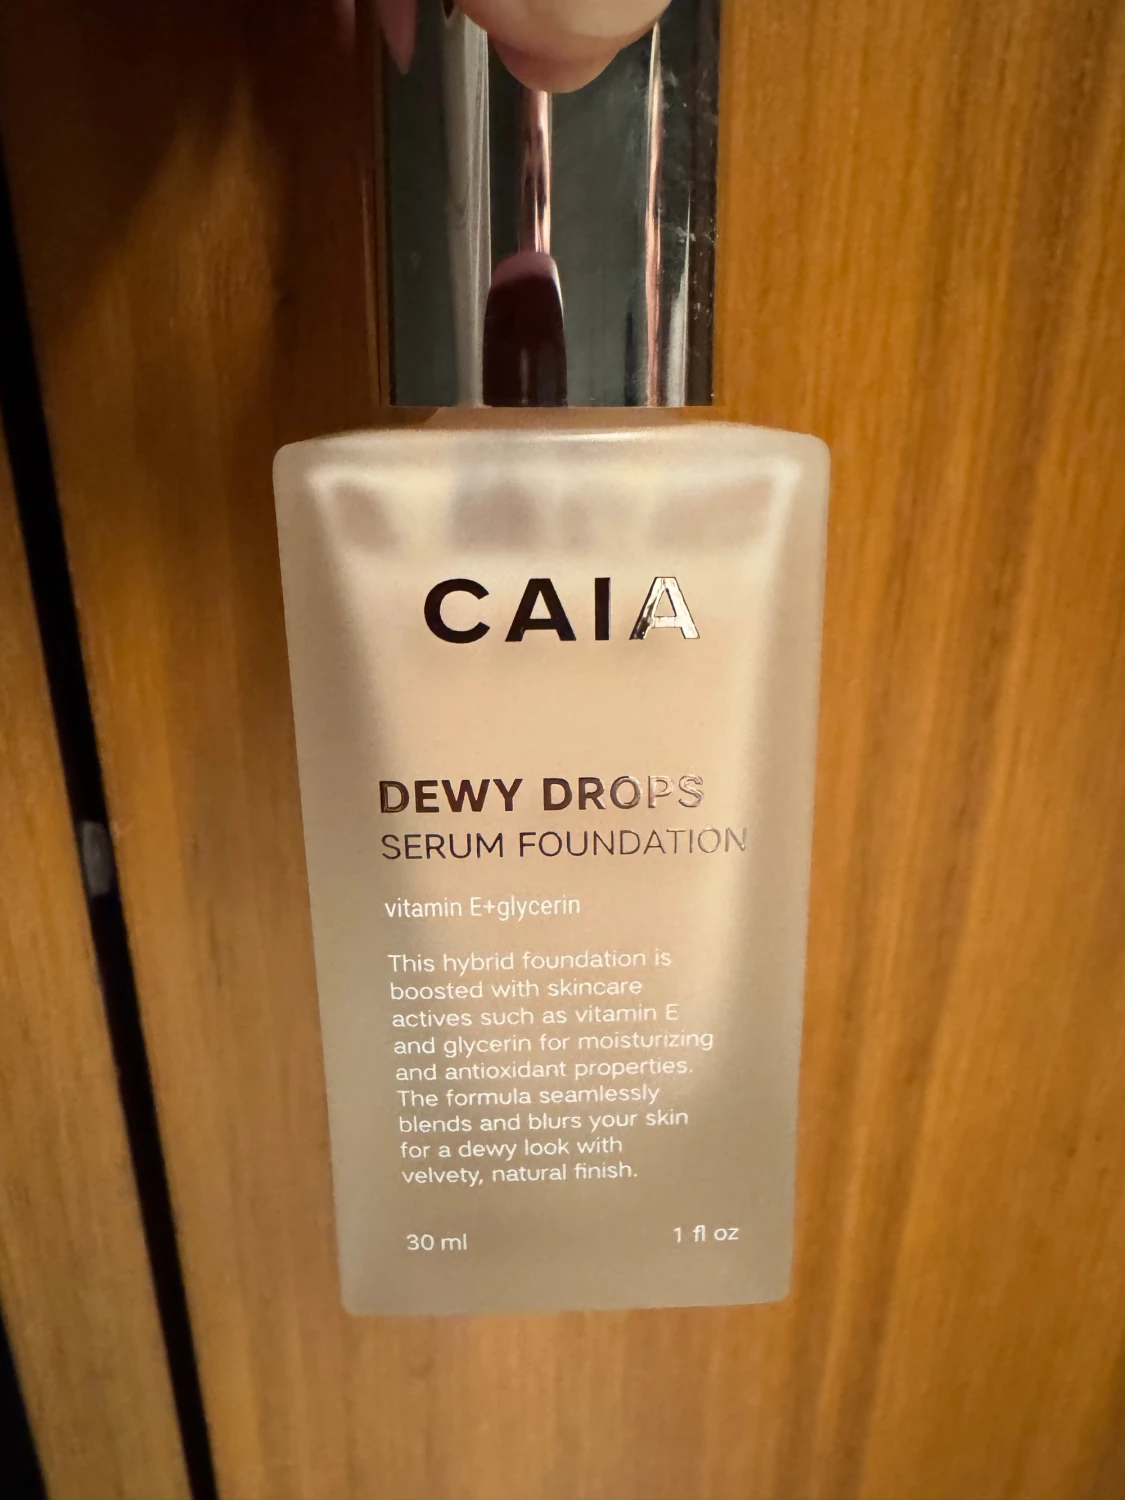 CAIA
DEWY DROPS
SERUM FOUNDATION
vitamin E+glycerin
This hybrid foundation is
boosted with skincare
actives such as vitamin E
and glycerin for moisturizing
and antioxidant properties.
The formula seamlessly
blends and blurs your skin
for a dewy look with
velvety, natural finish.
30 ml 1 fl oz